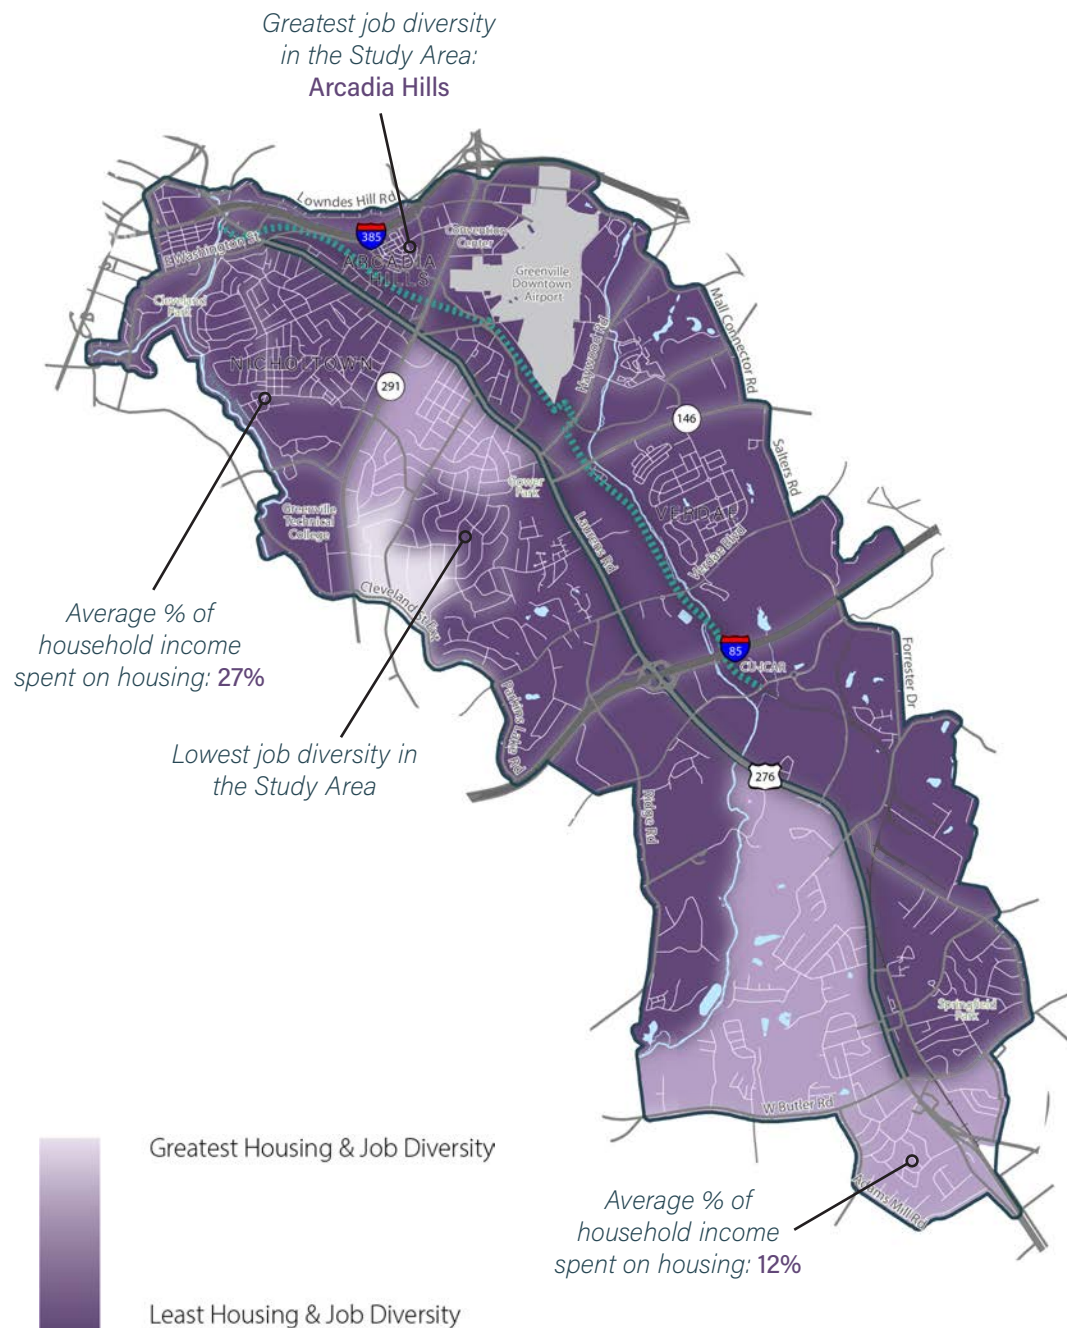 Greatest job diversity
in the Study Area:
Arcadia Hills
Lowndes Hill Rd
385
Convention
Center
E Washington St
ARCADIA
HILLS
Greenville
Downtown
Airport
Cleveland
Park
Mall Connector Rd
Haywood Rd
NICHOLTOWN
291
146
Salters Rd
Gower
Park
Greenville
Technical
College
Laurens Rd
VERDAE
Verdae Blvd
Cleveland St Ext
Average % of
household income
spent on housing: 27%
85
CU-ICAR
Forrester Dr
Parkins Lake Rd
Lowest job diversity in
the Study Area
276
Ridge Rd
Springfield
Park
W Butler Rd
Adams Mill Rd
Greatest Housing & Job Diversity
Average % of
household income
spent on housing: 12%
Least Housing & Job Diversity